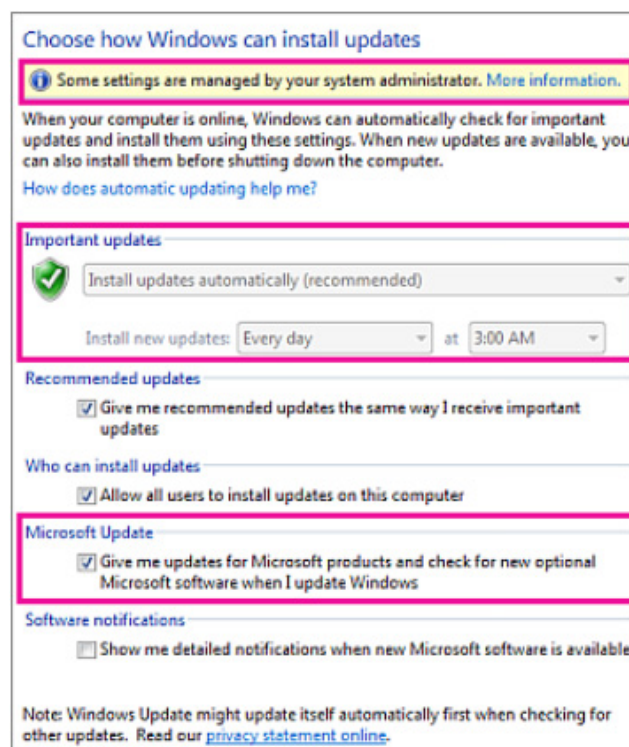 Choose how Windows can install updates
Some settings are managed by your system administrator. More information.
When your computer is online, Windows can automatically check for important
updates and install them using these settings. When new updates are available, you
can also install them before shutting down the computer.
How does automatic updating help me?
Important updates
Install updates automatically (recommended)
Install new updates: Every day at 3:00 AM
Recommended updates
Give me recommended updates the same way I receive important
updates
Who can install updates
Allow all users to install updates on this computer
Microsoft Update
Give me updates for Microsoft products and check for new optional
Microsoft software when I update Windows
Software notifications
Show me detailed notifications when new Microsoft software is available
Note: Windows Update might update itself automatically first when checking for
other updates. Read our privacy statement online.